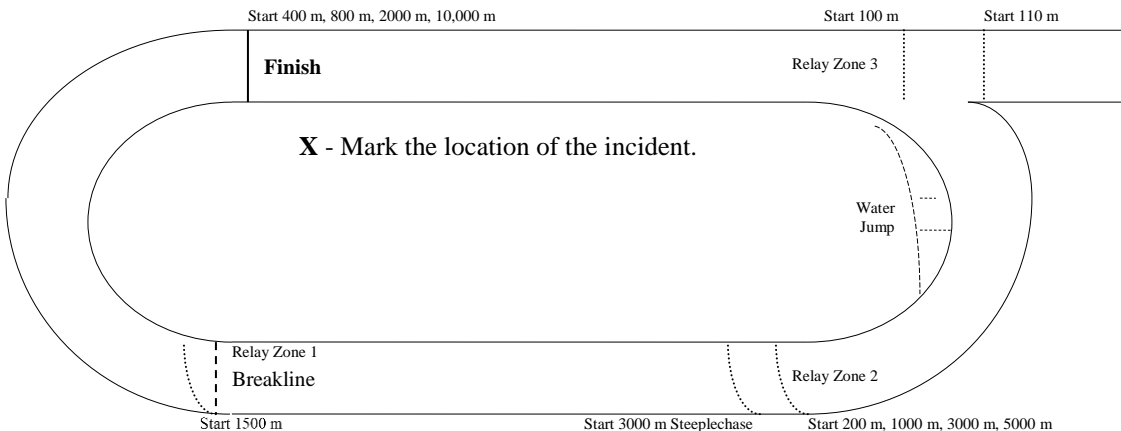 Start 400 m, 800 m, 2000 m, 10,000 m
Start 100 m
Start 110 m
Finish
Relay Zone 3
X - Mark the location of the incident.
Water
Jump
Relay Zone 1
Breakline
Relay Zone 2
Start 1500 m
Start 3000 m Steeplechase
Start 200 m, 1000 m, 3000 m, 5000 m